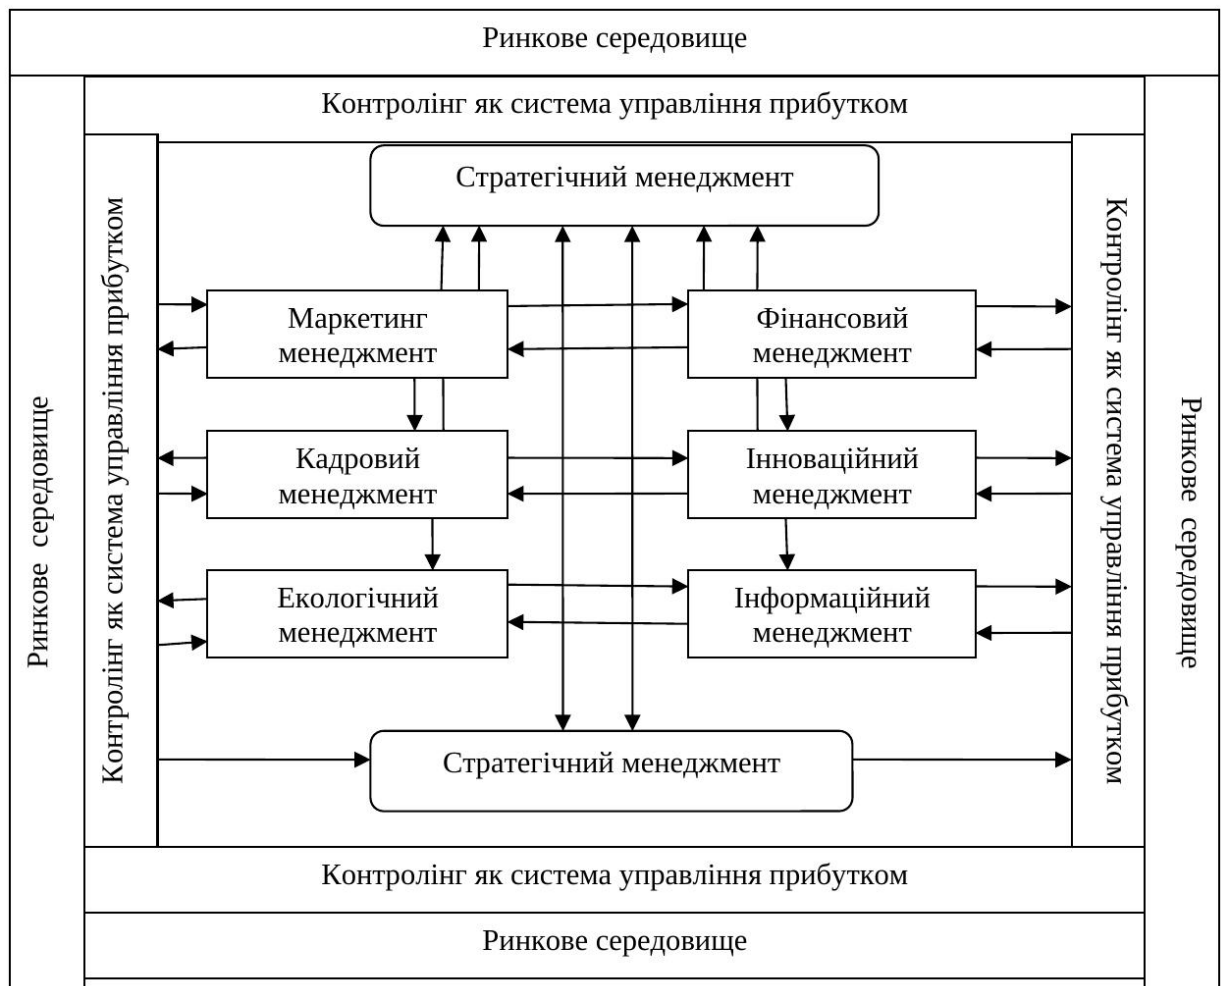 Ринкове середовище
Контролінг як система управління прибутком
Ринкове середовище
Контролінг як система управління прибутком
Стратегічний менеджмент
Маркетинг
менеджмент
Фінансовий
менеджмент
Кадровий
менеджмент
Інноваційний
менеджмент
Екологічний
менеджмент
Інформаційний
менеджмент
Стратегічний менеджмент
Контролінг як система управління прибутком
Ринкове середовище
Контролінг як система управління прибутком
Ринкове середовище